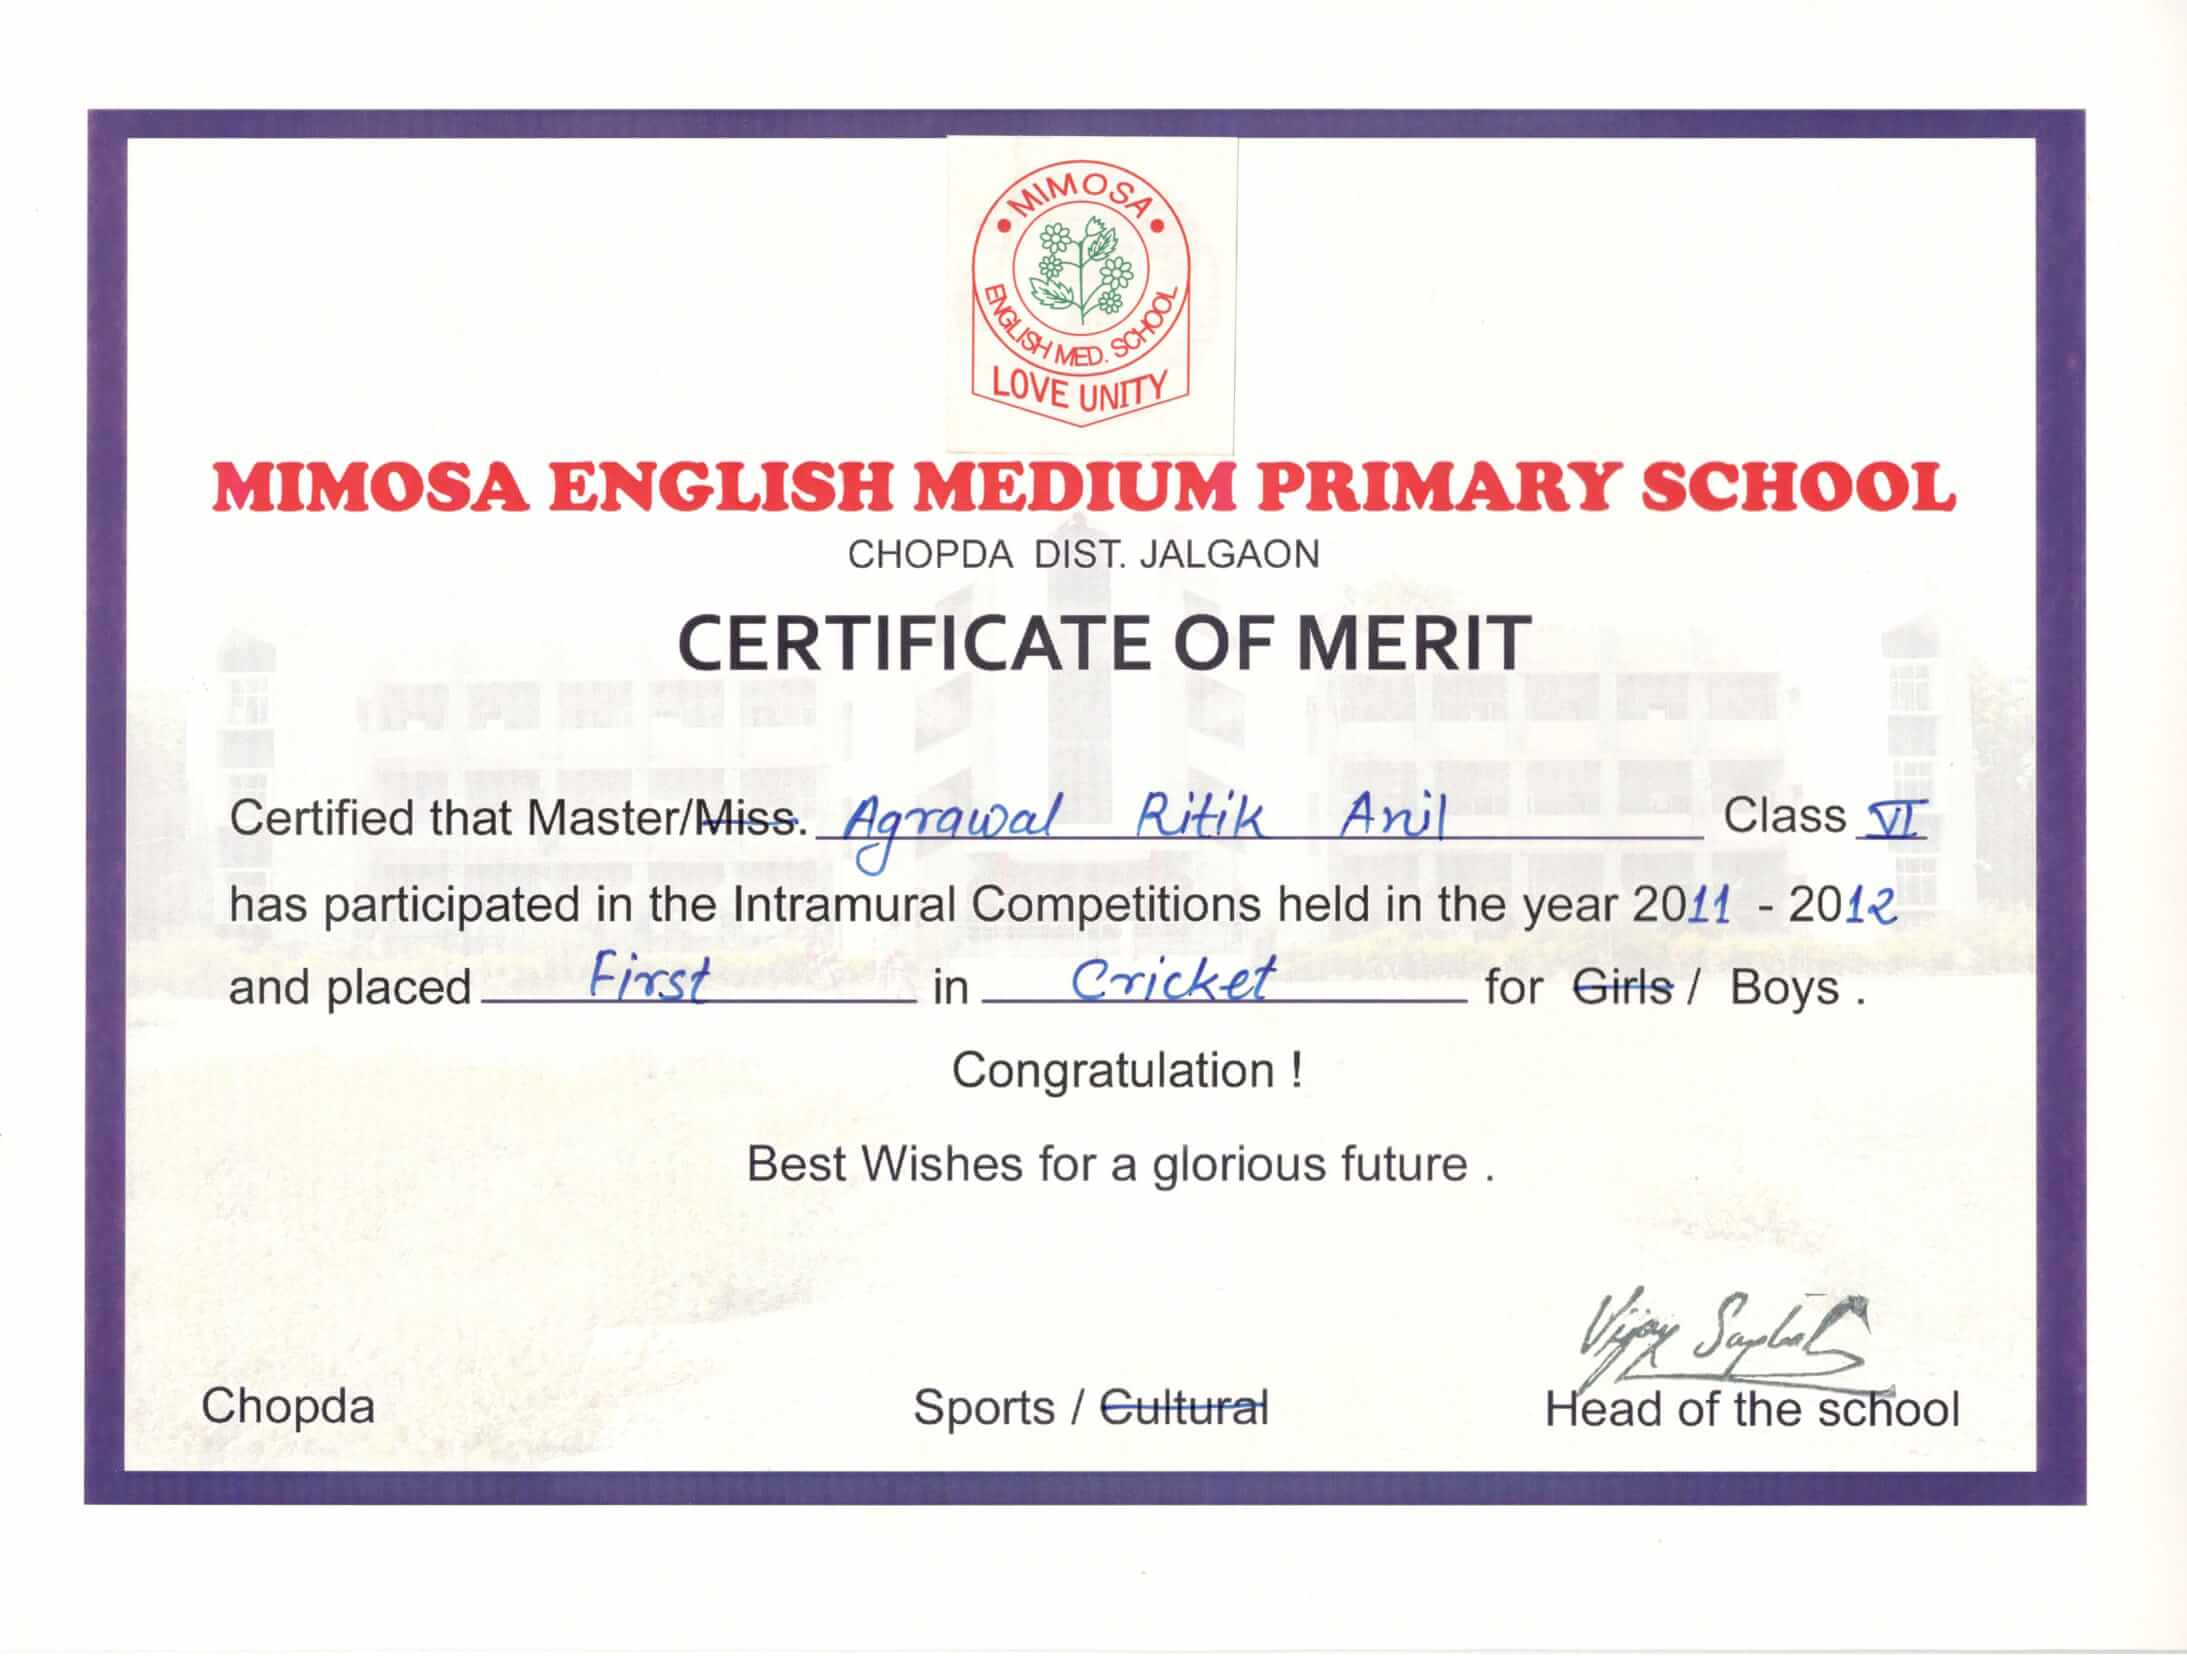 MIMOSA
ENGLISH MED. SCHOOL
LOVE UNITY
MIMOSA ENGLISH MEDIUM PRIMARY SCHOOL
CHOPDA DIST. JALGAON
CERTIFICATE OF MERIT
Certified that Master/Miss. Agrawal Ritik Anil Class VI
has participated in the Intramural Competitions held in the year 2011 - 2012
and placed First in Cricket for Girls / Boys .
Congratulation !
Best Wishes for a glorious future .
Vijay
Chopda Sports / Cultural Head of the school